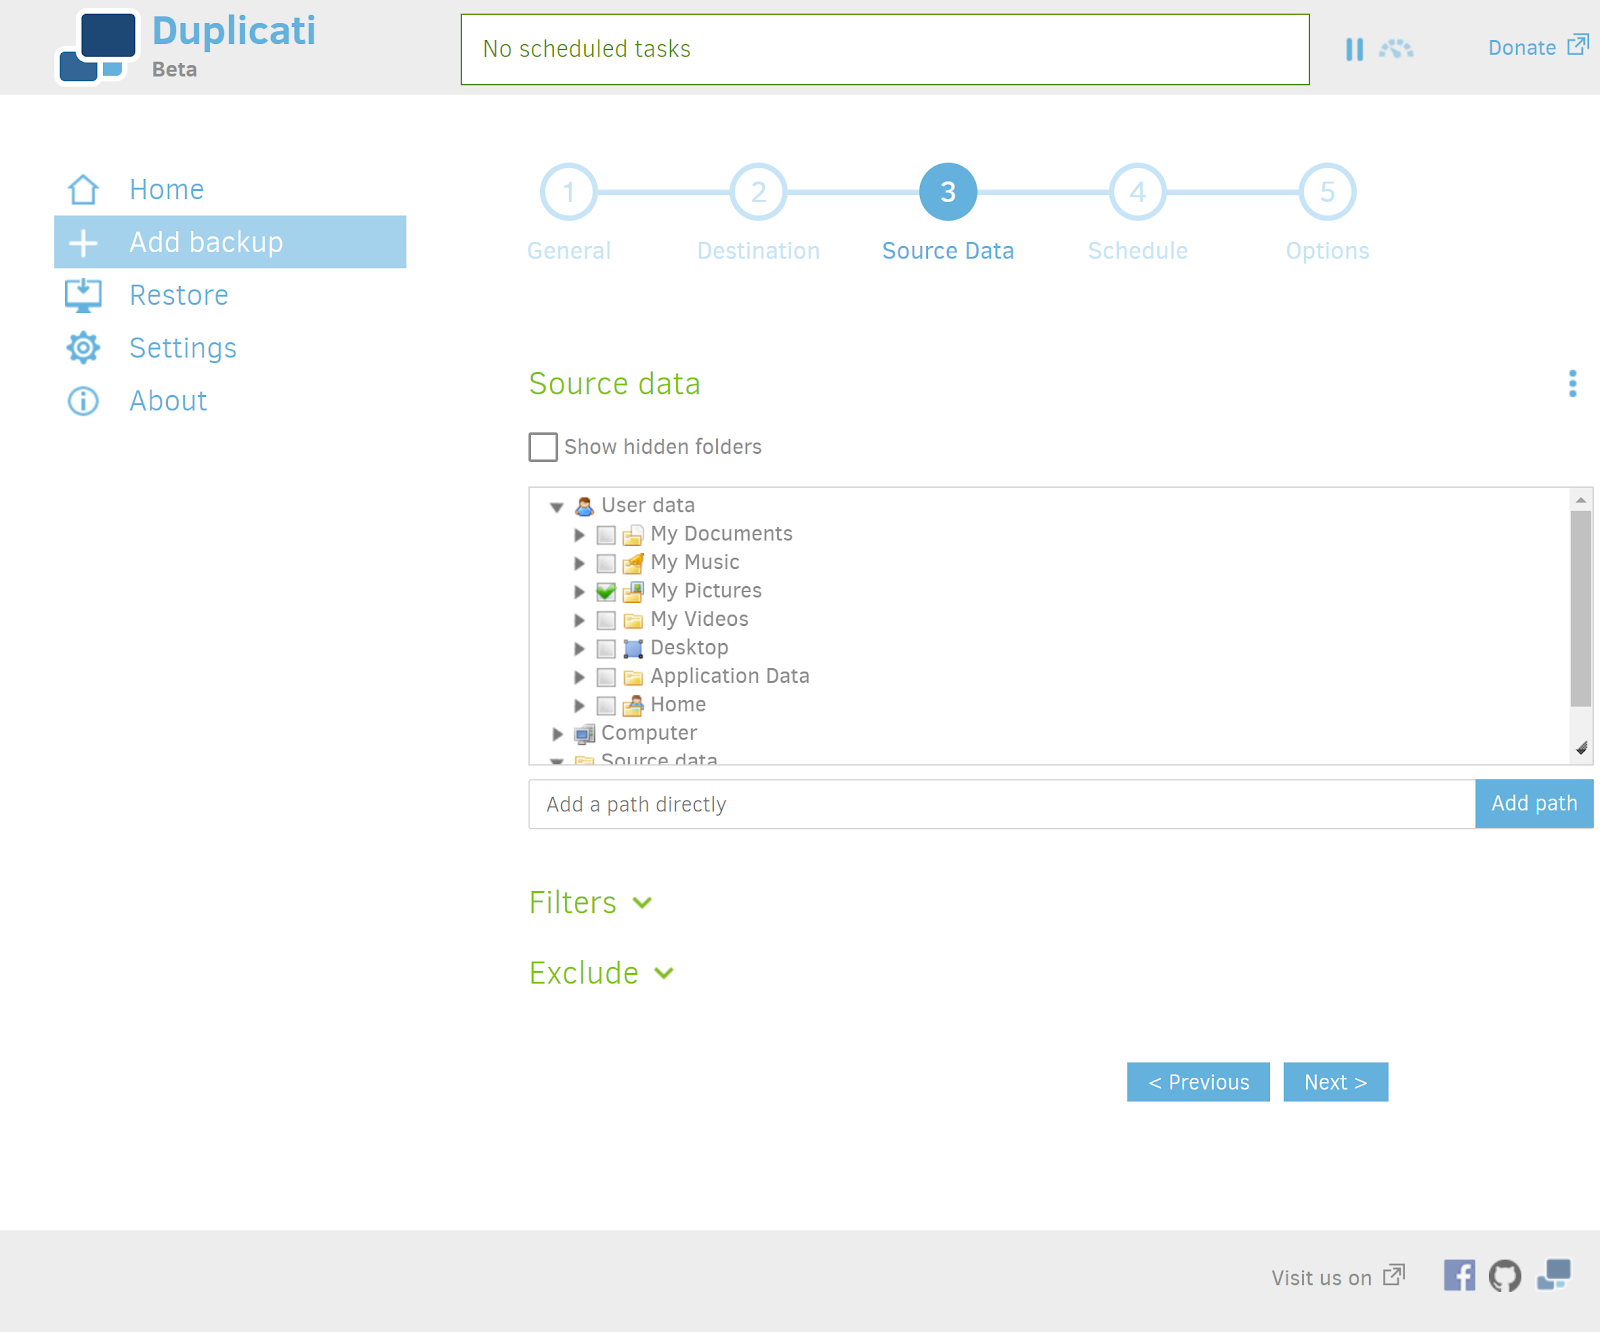 Duplicati
Beta
No scheduled tasks
Donate
Home
Add backup
Restore
Settings
About
1
2
3
4
5
General
Destination
Source Data
Schedule
Options
Source data
Show hidden folders
User data
My Documents
My Music
My Pictures
My Videos
Desktop
Application Data
Home
Computer
Source data
Add a path directly
Add path
Filters
Exclude
< Previous
Next >
Visit us on